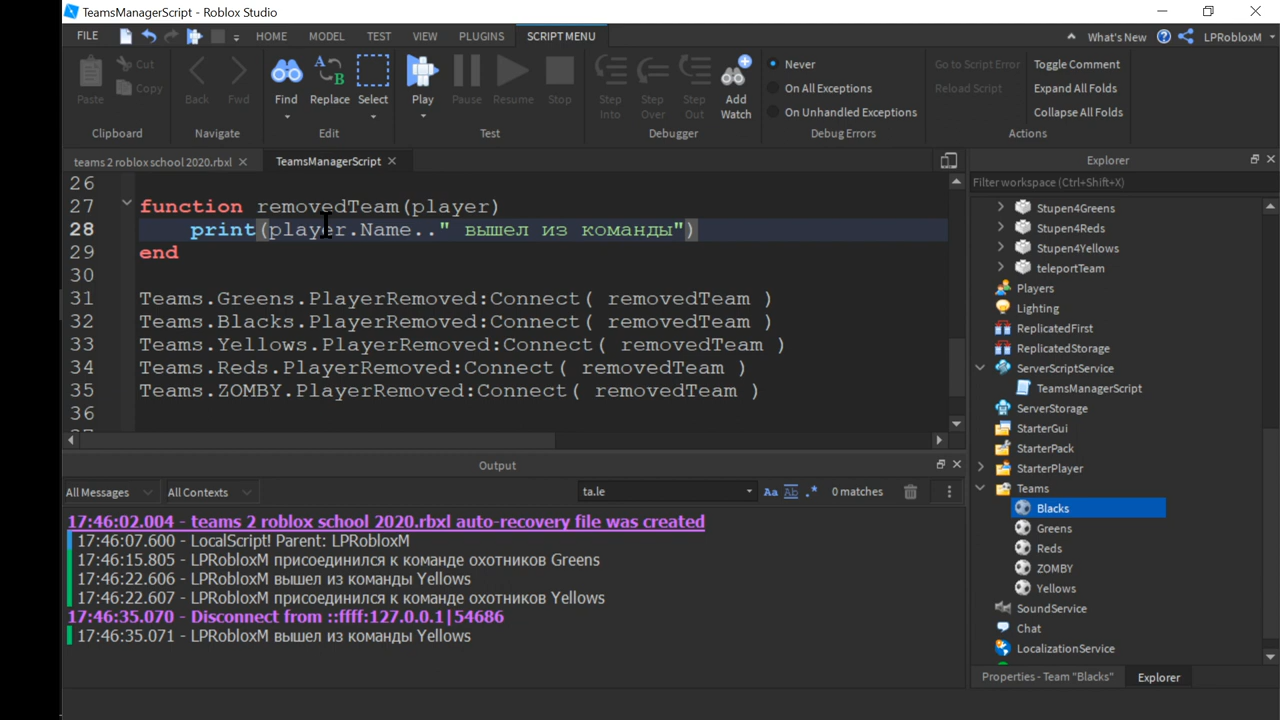 TeamsManagerScript - Roblox Studio
FILE
HOME
MODEL
TEST
VIEW
PLUGINS
SCRIPT MENU
What's New
LPRobloxM
Paste
Cut
Copy
Clipboard
Back
Fwd
Navigate
Find
Replace
Select
Edit
Play
Pause
Resume
Stop
Test
Step Into
Step Over
Step Out
Add Watch
Debugger
Never
On All Exceptions
On Unhandled Exceptions
Debug Errors
Go to Script Error
Reload Script
Toggle Comment
Expand All Folds
Collapse All Folds
Actions
teams 2 roblox school 2020.rbxl
TeamsManagerScript
26
27 function removedTeam(player)
28 print(player.Name.." вышел из команды")
29 end
30
31 Teams.Greens.PlayerRemoved:Connect( removedTeam )
32 Teams.Blacks.PlayerRemoved:Connect( removedTeam )
33 Teams.Yellows.PlayerRemoved:Connect( removedTeam )
34 Teams.Reds.PlayerRemoved:Connect( removedTeam )
35 Teams.ZOMBY.PlayerRemoved:Connect( removedTeam )
36
Output
All Messages
All Contexts
ta.le
Aa
Ab
.*
0 matches
17:46:02.004 - teams 2 roblox school 2020.rbxl auto-recovery file was created
17:46:07.600 - LocalScript! Parent: LPRobloxM
17:46:15.805 - LPRobloxM присоединился к команде охотников Greens
17:46:22.606 - LPRobloxM вышел из команды Yellows
17:46:22.607 - LPRobloxM присоединился к команде охотников Yellows
17:46:35.070 - Disconnect from ::ffff:127.0.0.1|54686
17:46:35.071 - LPRobloxM вышел из команды Yellows
Explorer
Filter workspace (Ctrl+Shift+X)
Stupen4Greens
Stupen4Reds
Stupen4Yellows
teleportTeam
Players
Lighting
ReplicatedFirst
ReplicatedStorage
ServerScriptService
TeamsManagerScript
ServerStorage
StarterGui
StarterPack
StarterPlayer
Teams
Blacks
Greens
Reds
ZOMBY
Yellows
SoundService
Chat
LocalizationService
Properties - Team "Blacks"
Explorer